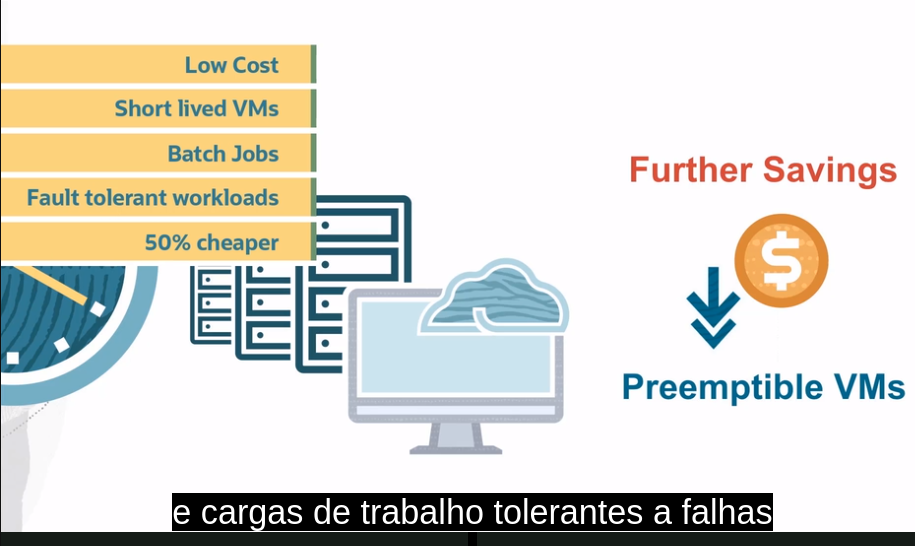 Low Cost
Short lived VMs
Batch Jobs
Fault tolerant workloads
50% cheaper
Further Savings
$
Preemptible VMs
e cargas de trabalho tolerantes a falhas